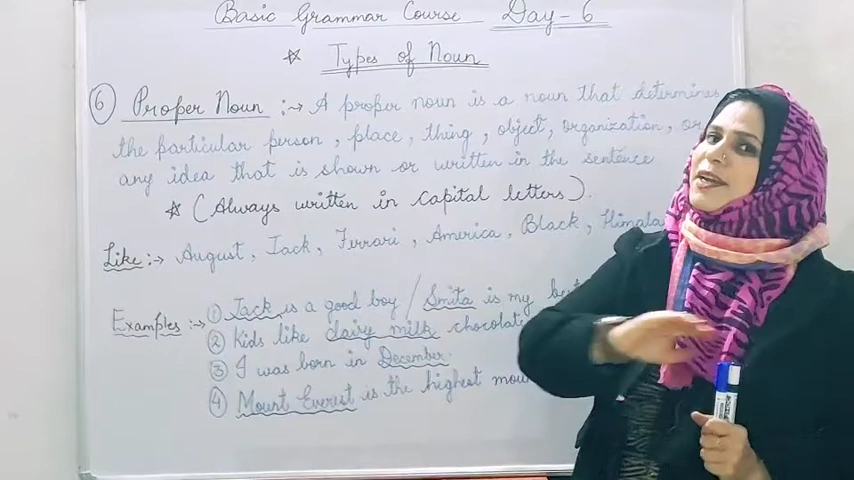 Basic Grammar Course Day-6
☆ Types of Noun
⑥ Proper Noun :→ A proper noun is a noun that determines
the particular person, place, thing, object, organization, or
any idea that is shown or written in the sentence
☆ (Always written in capital letters).
Like :→ August, Jack, Ferrari, America, Black, Himala
Examples :→ ① Jack is a good boy / Smita is my best
② Kids like dairy milk chocolate
③ I was born in December.
④ Mount Everest is the highest mou